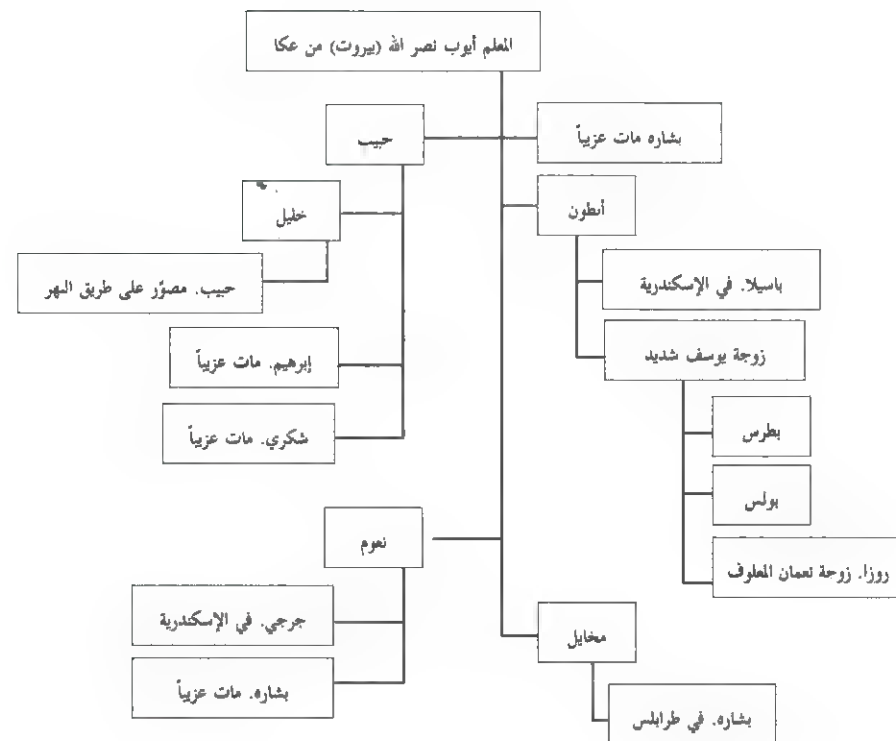 المعلم أيوب نصر الله (بيروت) من عكا
حبيب
بشاره مات عزيباً
خليل
أنطون
حبيب. مصوّر على طريق النهر
باسيلا. في الإسكندرية
زوجة يوسف شديد
إبرهيم. مات عزيباً
بطرس
شكري. مات عزيباً
بولس
نعوم
روزا. زوجة نعمان المعلوف
جرجي. في الإسكندرية
مخايل
بشاره. مات عزيباً
بشاره. في طرابلس